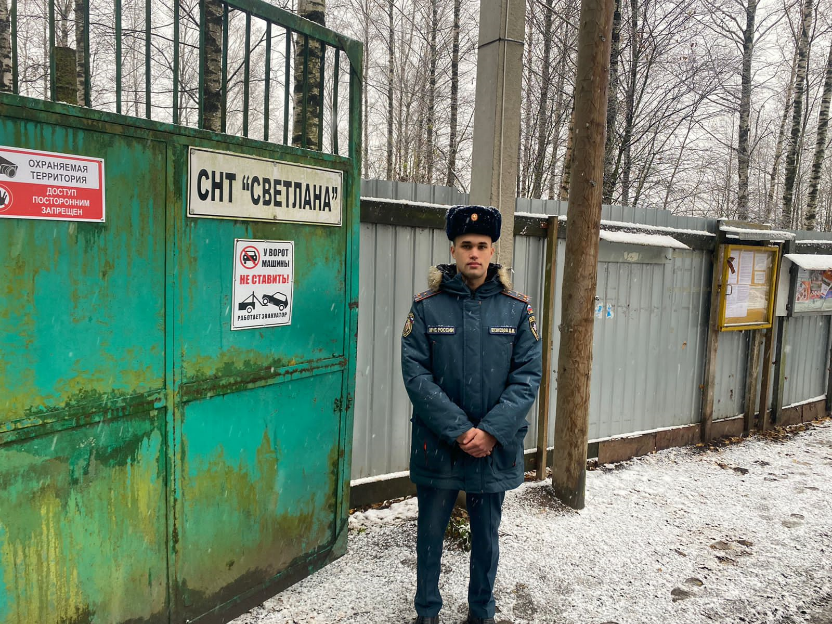 ОХРАНЯЕМАЯ
ТЕРРИТОРИЯ
ДОСТУП
ПОСТОРОННИМ
ЗАПРЕЩЕН
СНТ "СВЕТЛАНА"
У ВОРОТ
МАШИНЫ
НЕ СТАВИТЬ!
РАБОТАЕТ ЭВАКУАТОР
МЧС РОССИИ